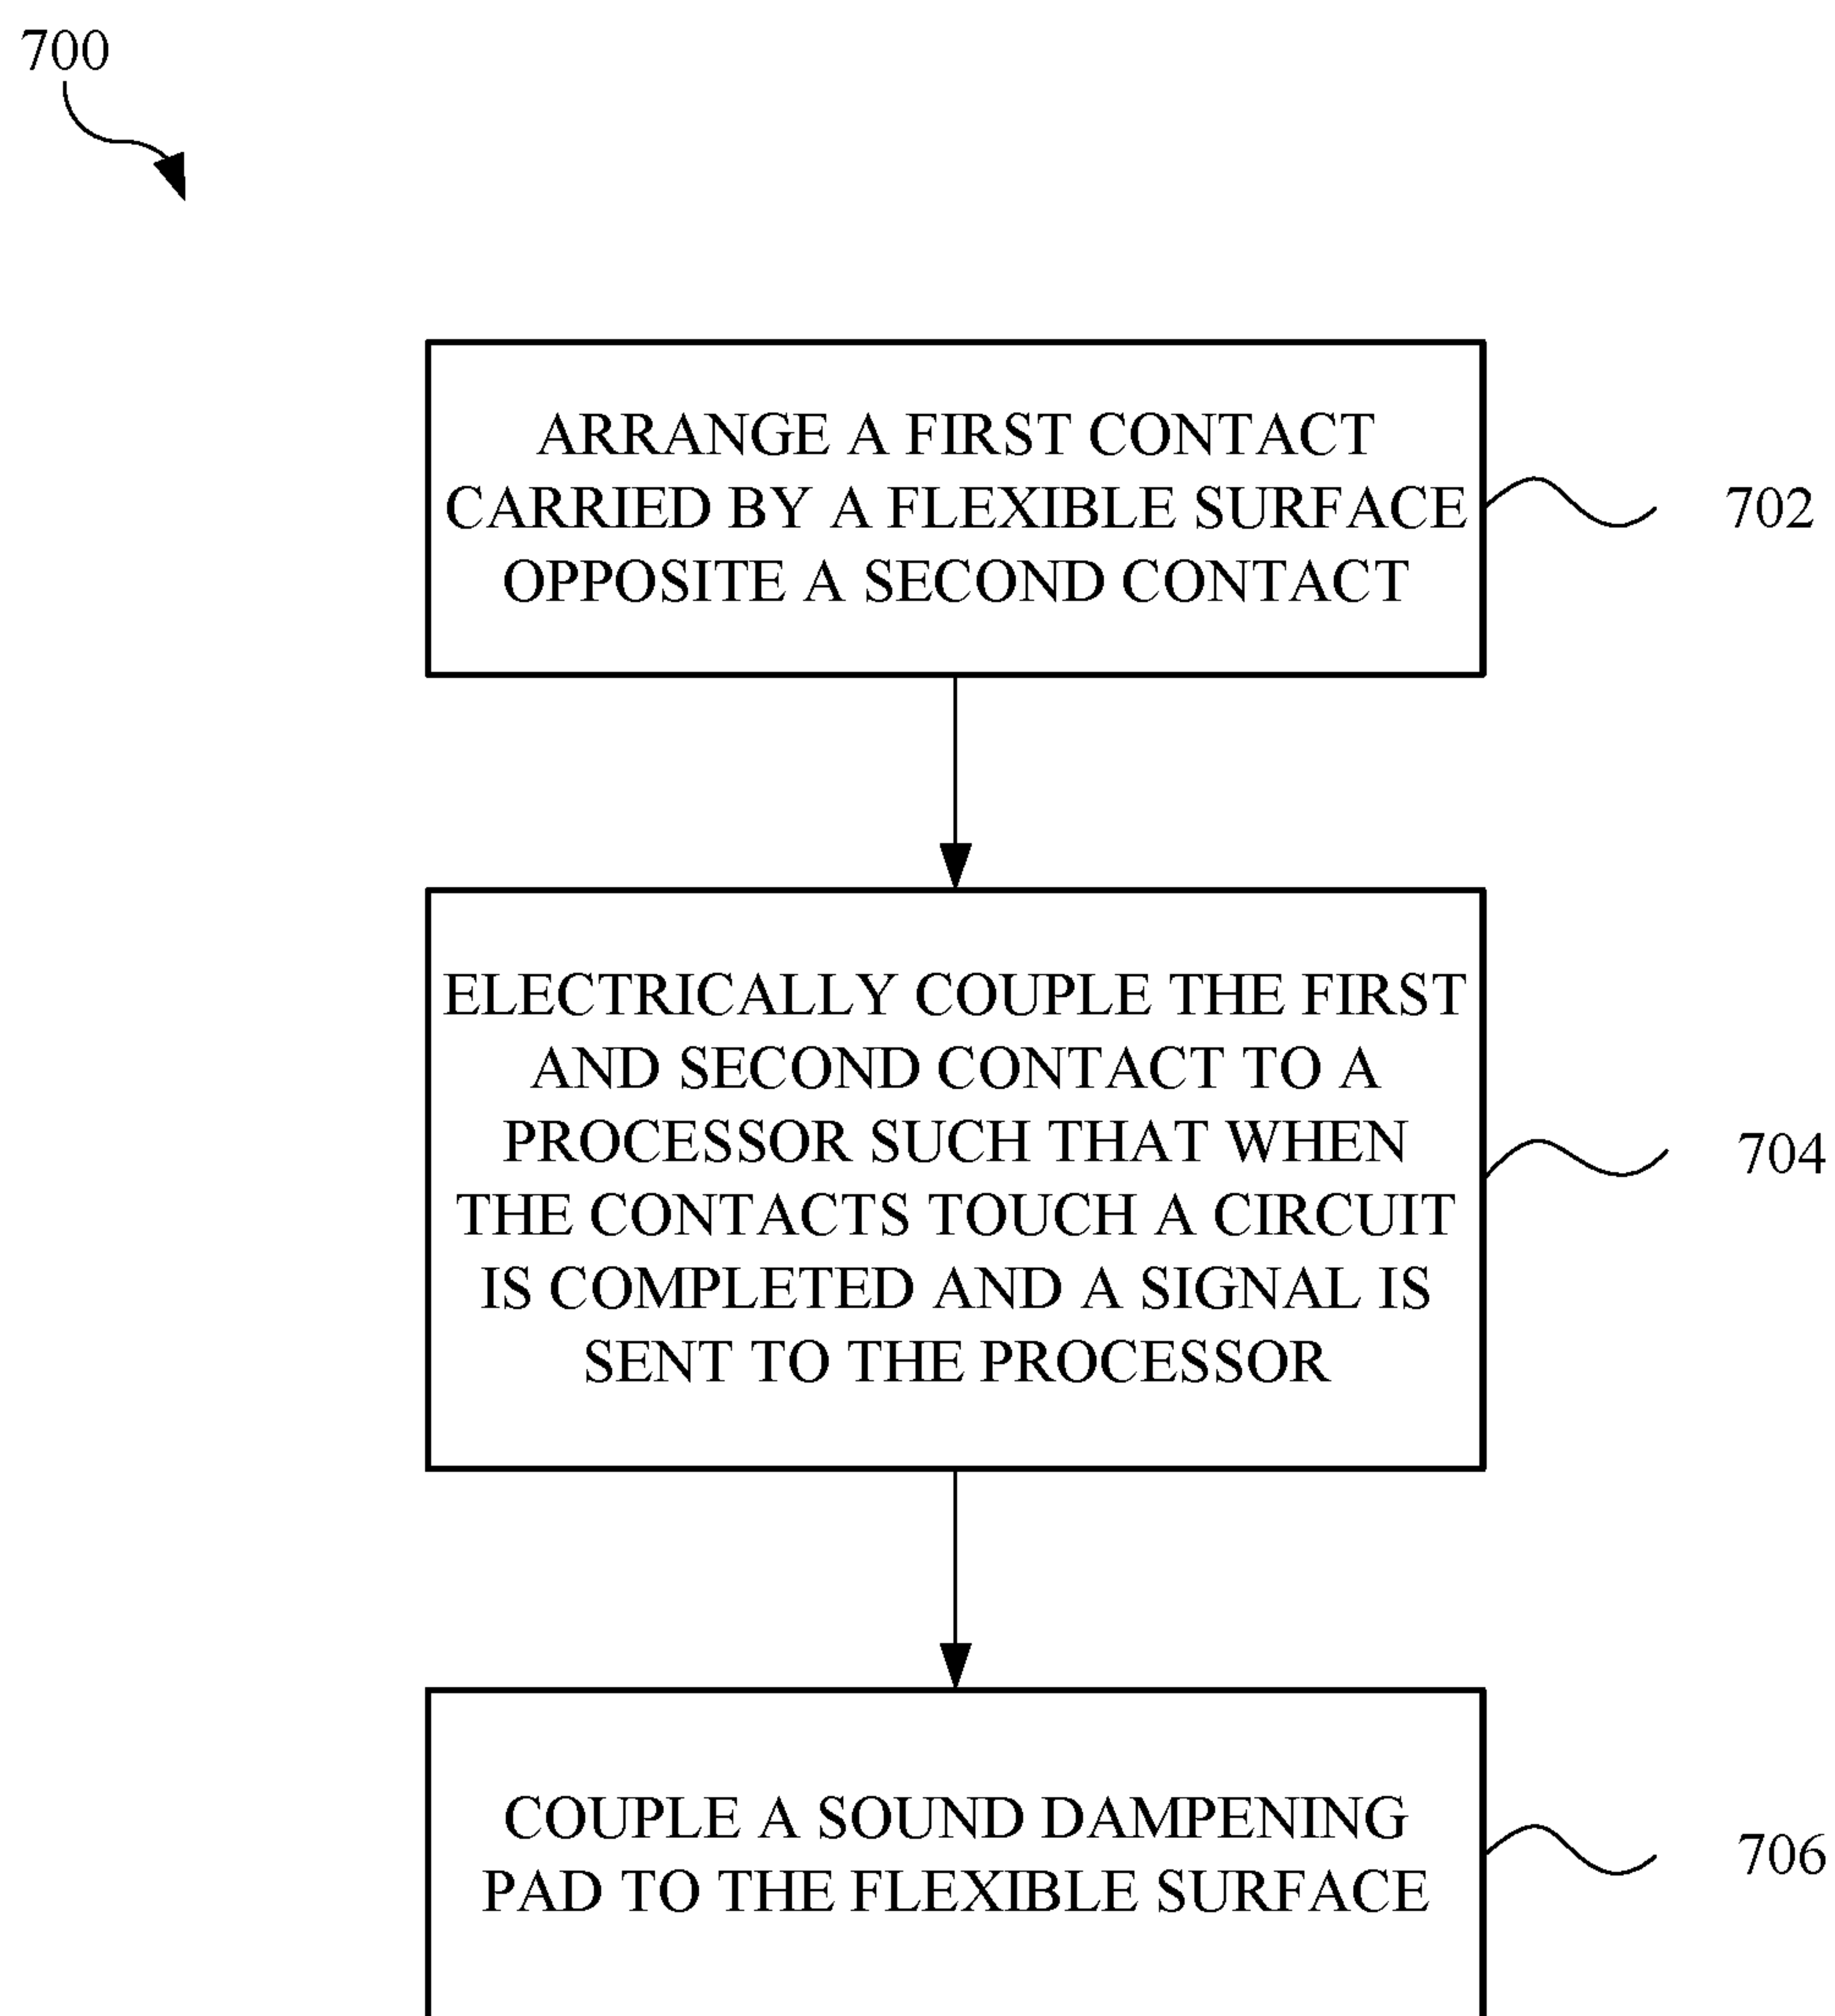 700
ARRANGE A FIRST CONTACT
CARRIED BY A FLEXIBLE SURFACE
OPPOSITE A SECOND CONTACT
702
ELECTRICALLY COUPLE THE FIRST
AND SECOND CONTACT TO A
PROCESSOR SUCH THAT WHEN
THE CONTACTS TOUCH A CIRCUIT
IS COMPLETED AND A SIGNAL IS
SENT TO THE PROCESSOR
704
COUPLE A SOUND DAMPENING
PAD TO THE FLEXIBLE SURFACE
706